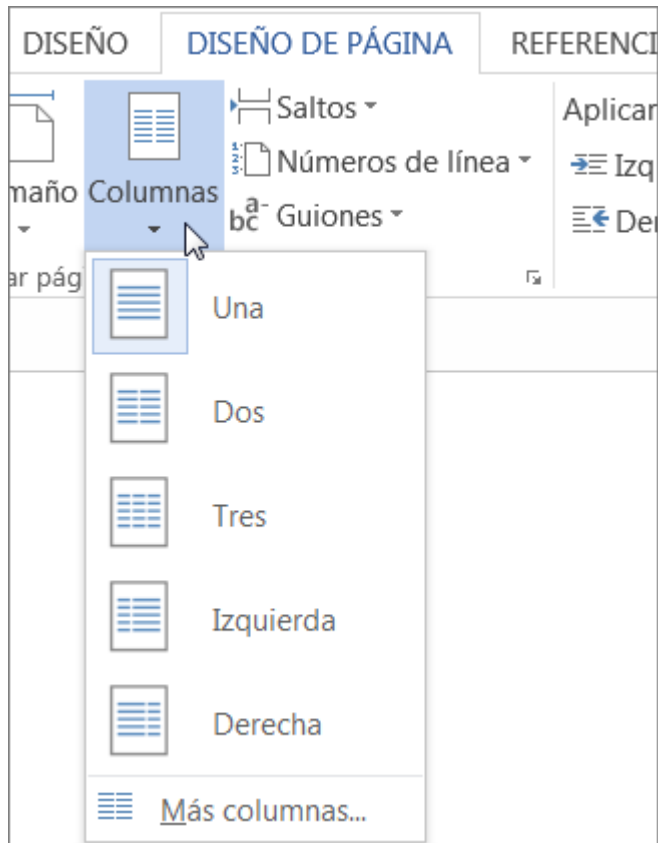 DISEÑO DISEÑO DE PÁGINA REFERENCI
Saltos Aplicar
maño Columnas Números de línea Izq
Guiones Der
ar pág
Una
Dos
Tres
Izquierda
Derecha
Más columnas...